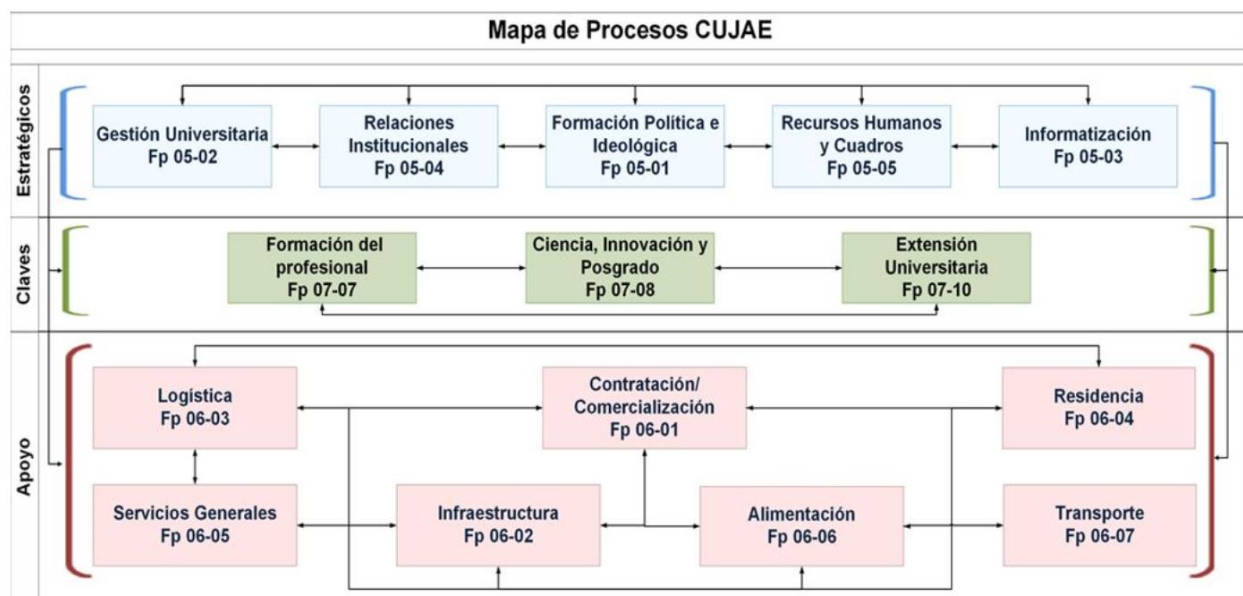 Mapa de Procesos CUJAE
Estratégicos
Gestión Universitaria
Fp 05-02
Relaciones
Institucionales
Fp 05-04
Formación Política e
Ideológica
Fp 05-01
Recursos Humanos
y Cuadros
Fp 05-05
Informatización
Fp 05-03
Claves
Formación del
profesional
Fp 07-07
Ciencia, Innovación y
Posgrado
Fp 07-08
Extensión
Universitaria
Fp 07-10
Apoyo
Logística
Fp 06-03
Contratación/
Comercialización
Fp 06-01
Residencia
Fp 06-04
Servicios Generales
Fp 06-05
Infraestructura
Fp 06-02
Alimentación
Fp 06-06
Transporte
Fp 06-07